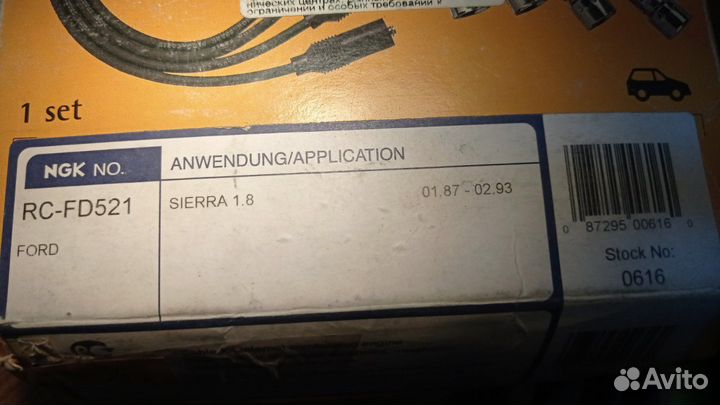 ограничении и особых требований к
1 set
NGK NO.
ANWENDUNG/APPLICATION
RC-FD521
SIERRA 1.8 01.87 - 02.93
FORD
0 87295 00616 0
Stock No:
0616
Avito